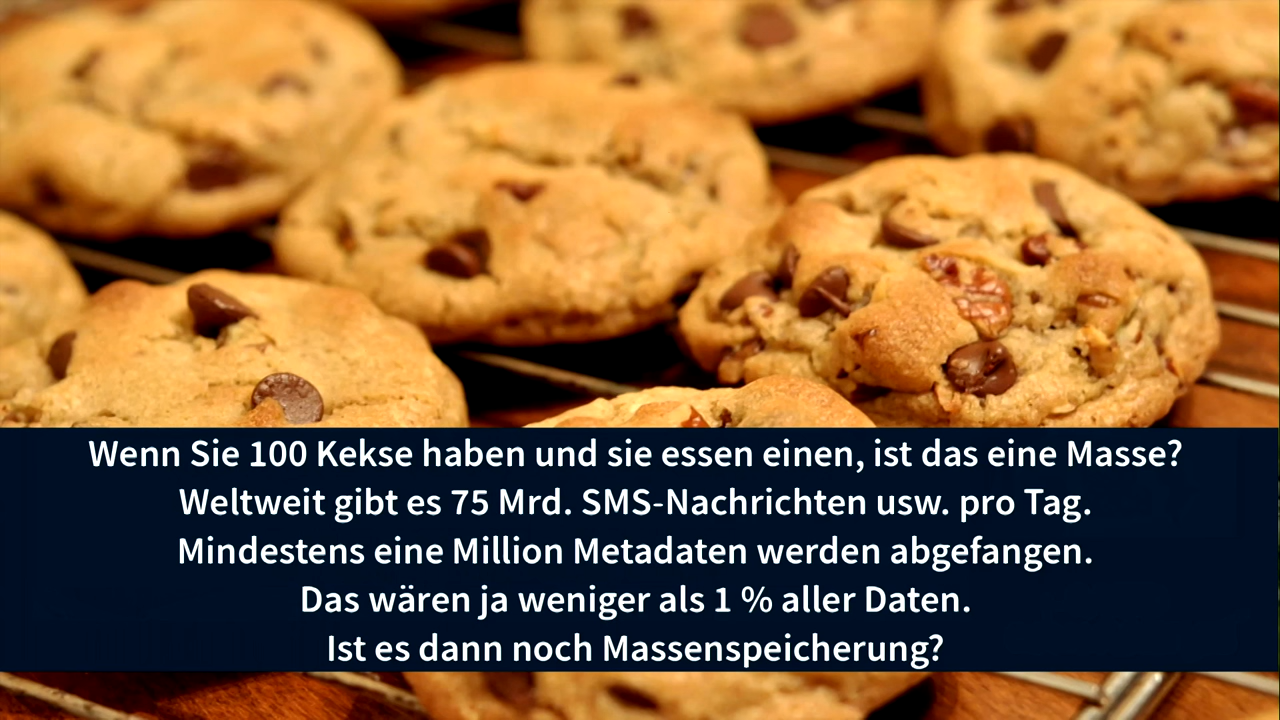 Wenn Sie 100 Kekse haben und sie essen einen, ist das eine Masse?
Weltweit gibt es 75 Mrd. SMS-Nachrichten usw. pro Tag.
Mindestens eine Million Metadaten werden abgefangen.
Das wären ja weniger als 1 % aller Daten.
Ist es dann noch Massenspeicherung?